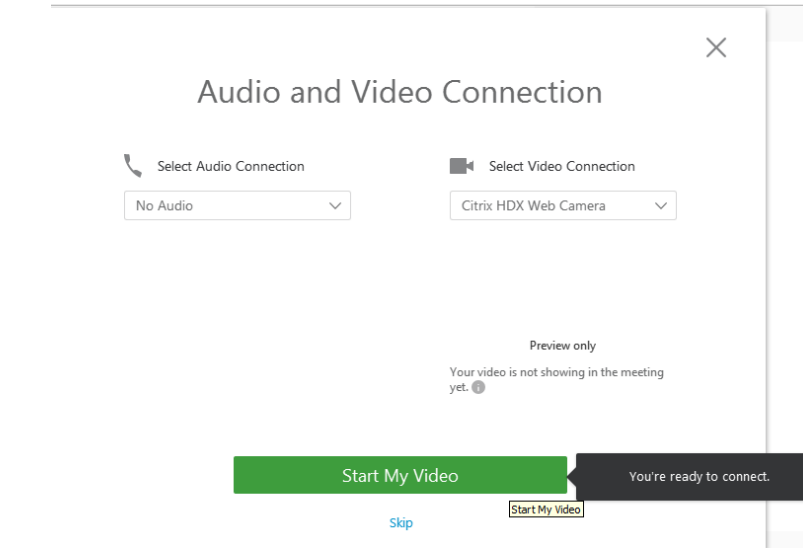 Audio and Video Connection
Select Audio Connection
Select Video Connection
No Audio
Citrix HDX Web Camera
Preview only
Your video is not showing in the meeting
yet.
Start My Video
You're ready to connect.
Start My Video
Skip